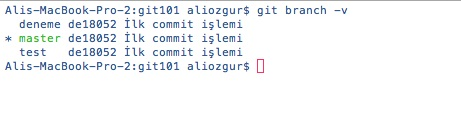 Alis-MacBook-Pro-2:git101 aliozgur$ git branch -v
  deneme de18052 İlk commit işlemi
* master de18052 İlk commit işlemi
  test   de18052 İlk commit işlemi
Alis-MacBook-Pro-2:git101 aliozgur$